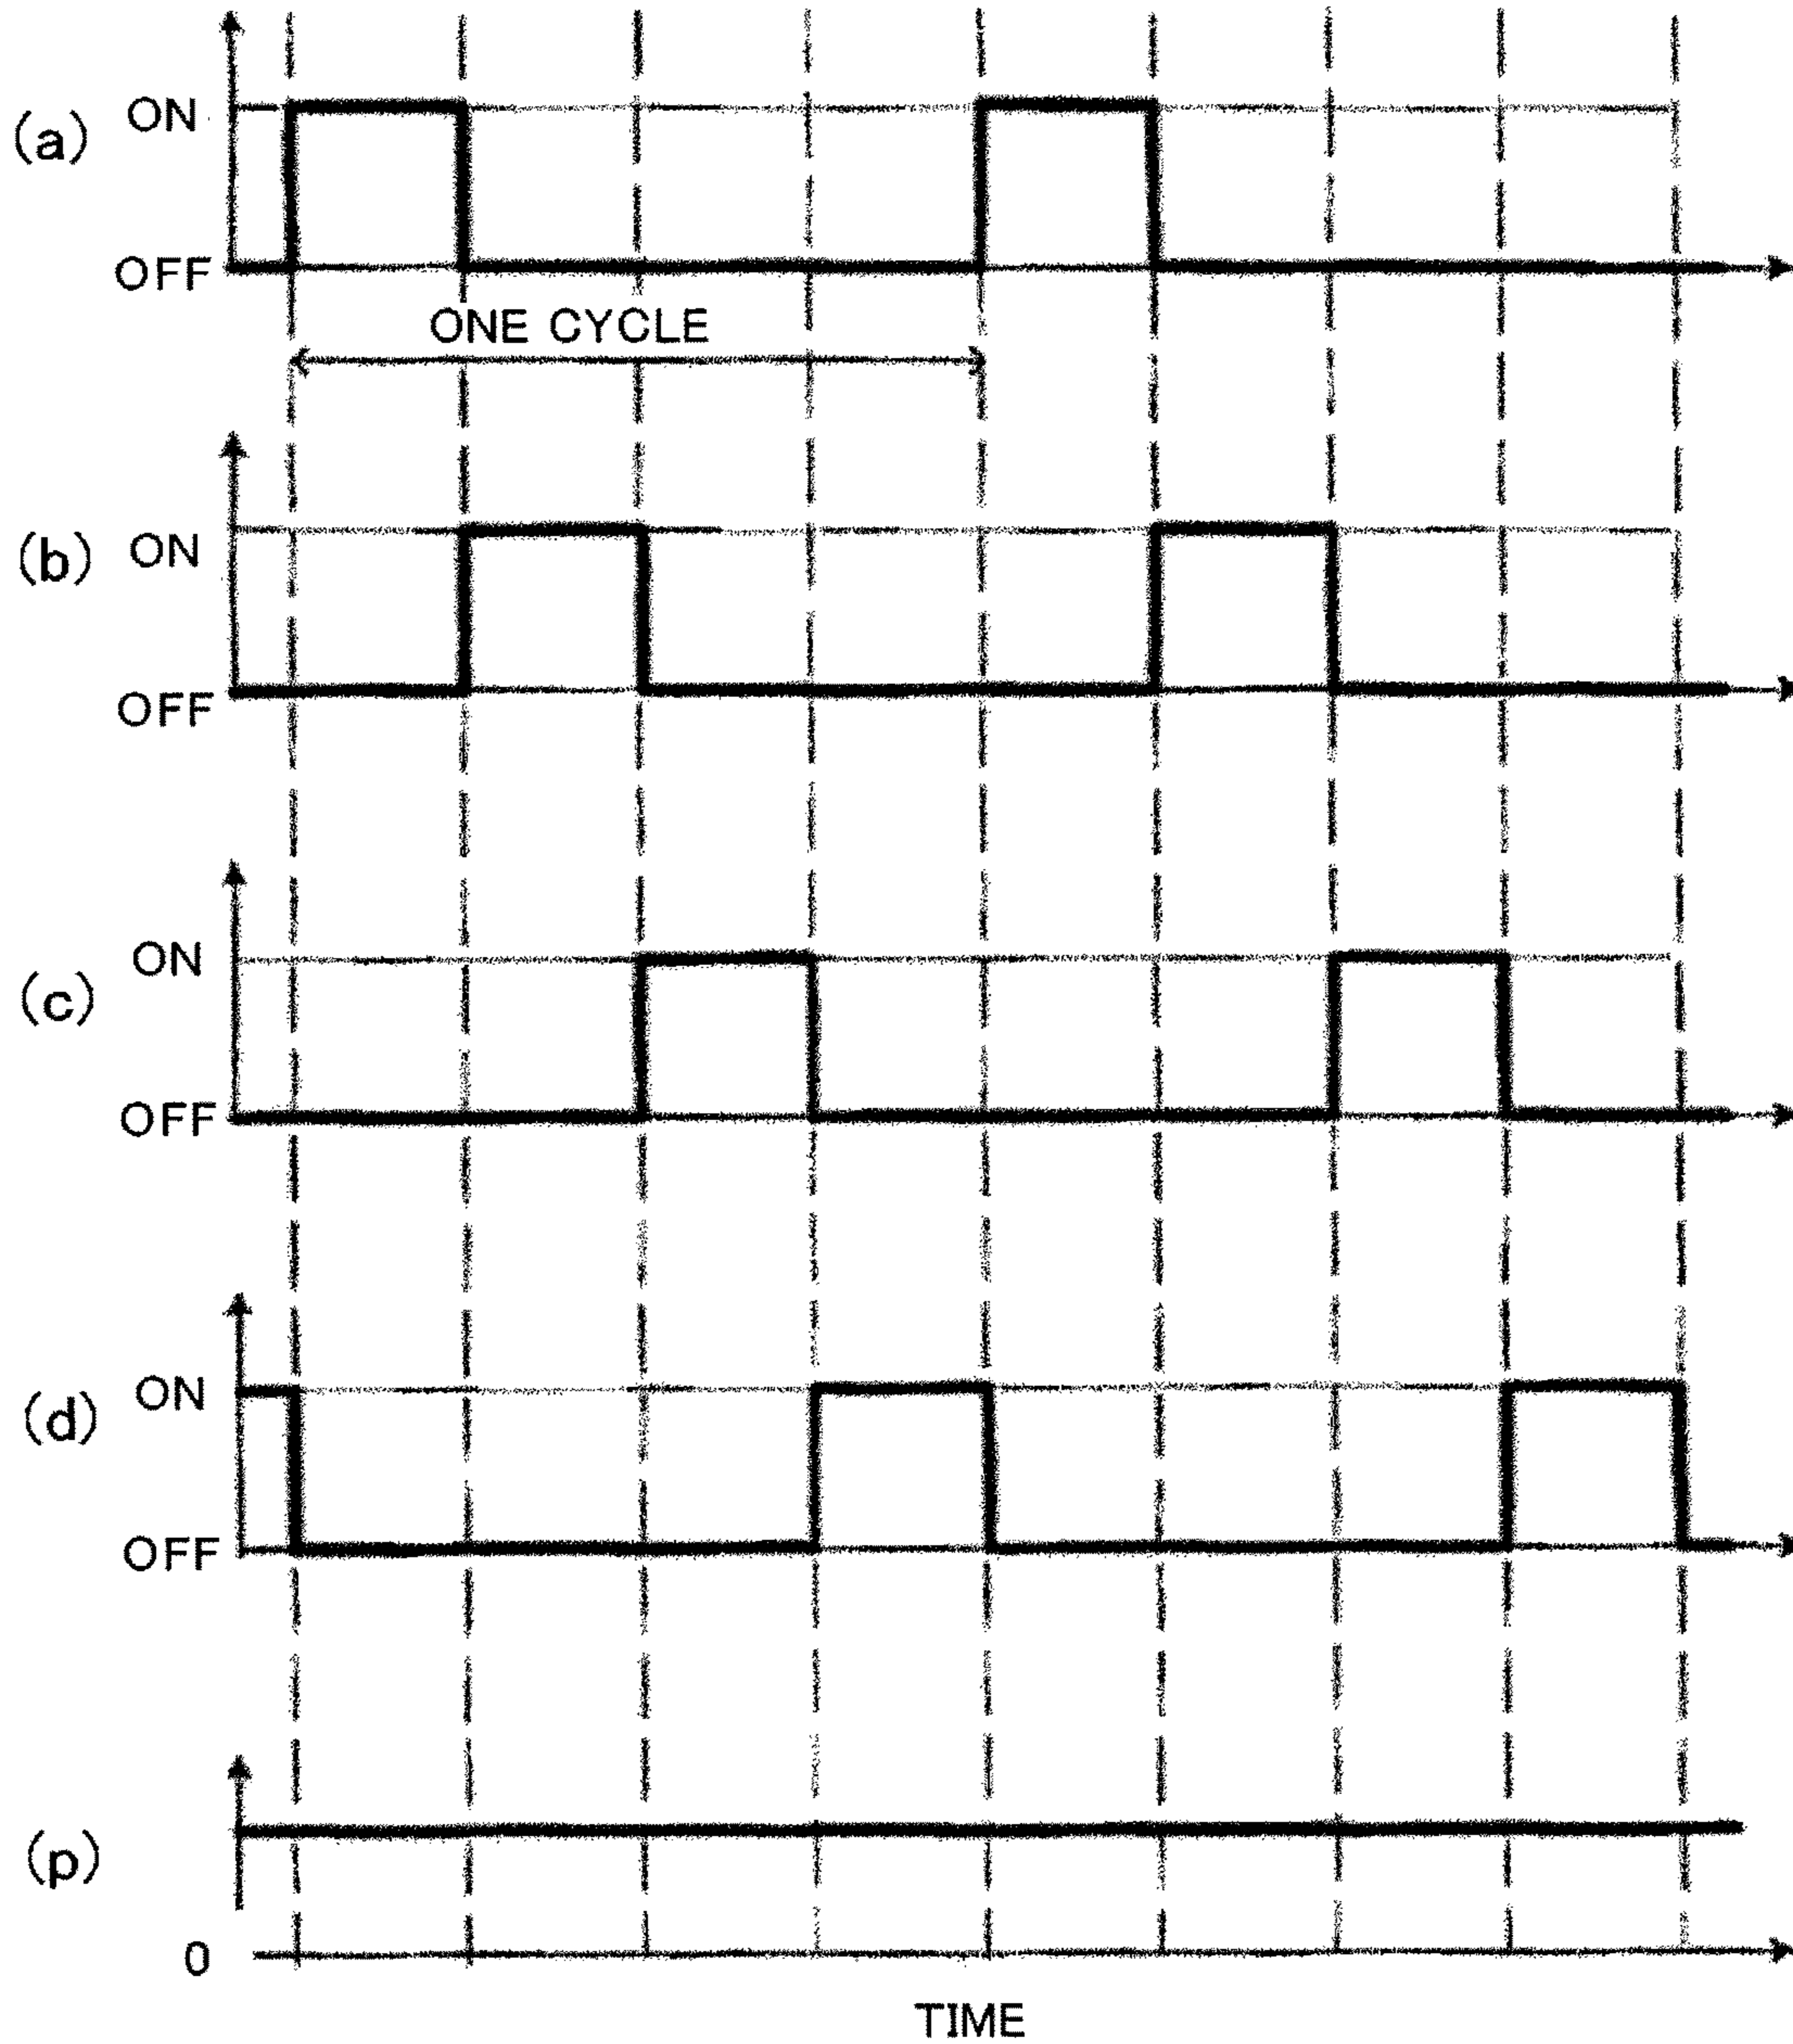 ON
(a)
OFF
ONE CYCLE
(b) ON
OFF
ON
(c)
OFF
ON
(d)
OFF
(p)
0
TIME